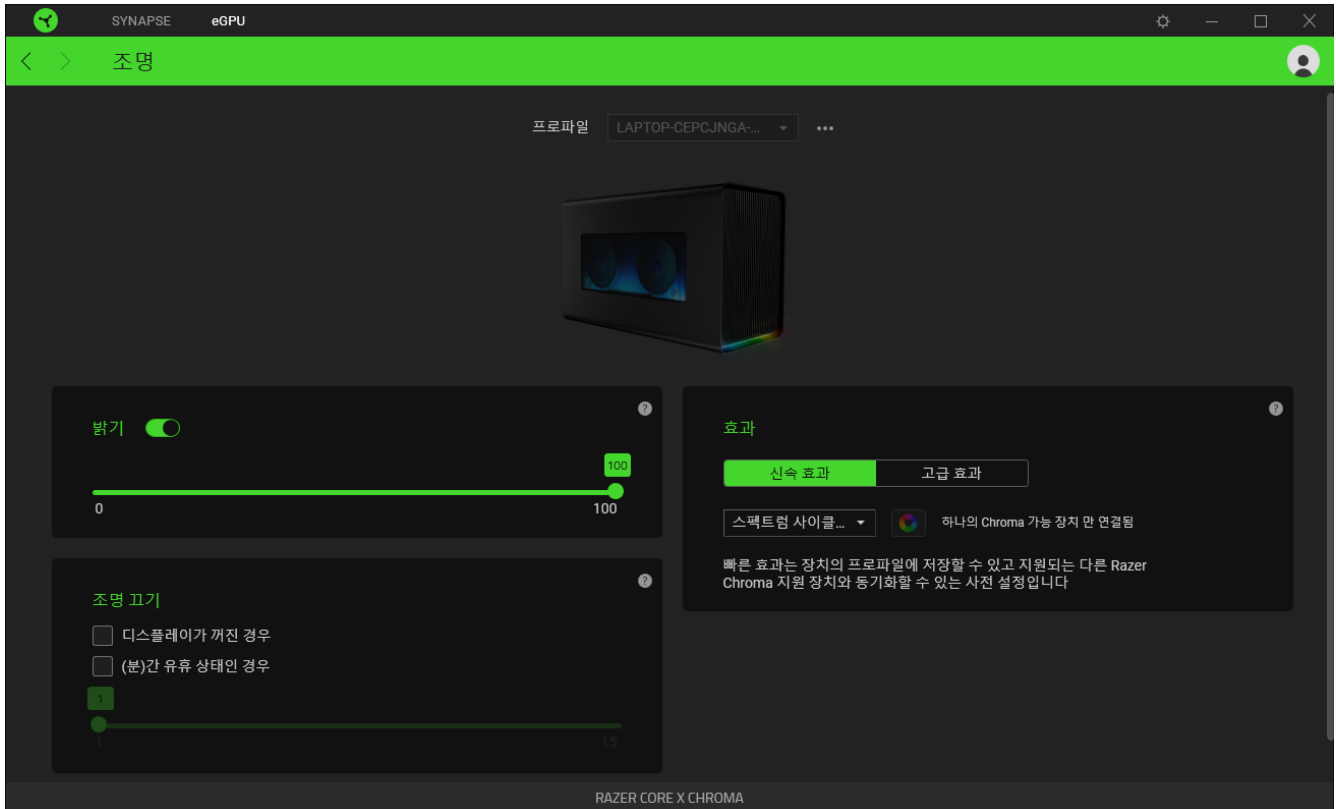 SYNAPSE eGPU
조명
프로파일 LAPTOP-CEPCJNGA-...
밝기
100
0 100
조명 끄기
디스플레이가 꺼진 경우
(분)간 유휴 상태인 경우
1
1 15
효과
신속 효과 고급 효과
스펙트럼 사이클... 하나의 Chroma 가능 장치 만 연결됨
빠른 효과는 장치의 프로파일에 저장할 수 있고 지원되는 다른 Razer
Chroma 지원 장치와 동기화할 수 있는 사전 설정입니다
RAZER CORE X CHROMA